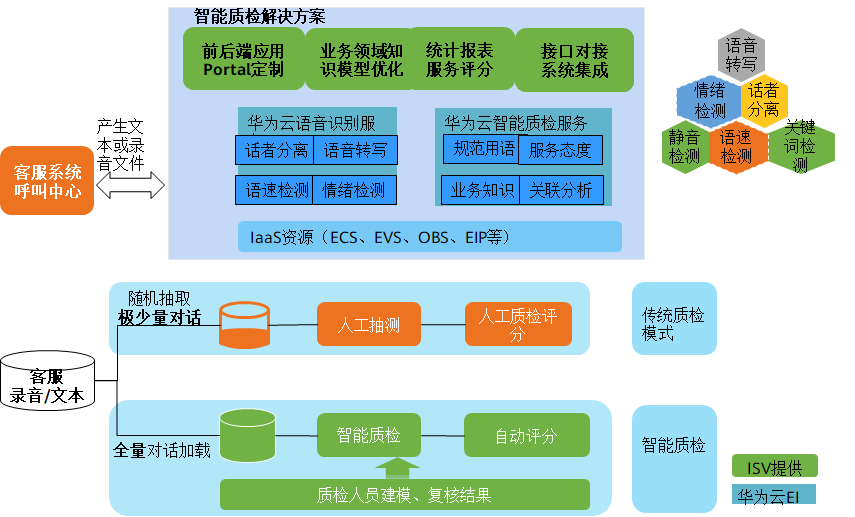 智能质检解决方案
前后端应用
Portal定制
业务领域知
识模型优化
统计报表
服务评分
接口对接
系统集成
华为云语音识别服
话者分离
语音转写
语速检测
情绪检测
华为云智能质检服务
规范用语
服务态度
业务知识
关联分析
IaaS资源（ECS、EVS、OBS、EIP等）
产生文
本或录
音文件
客服系统
呼叫中心
语音
转写
情绪
检测
话者
分离
静音
检测
语速
检测
关键
词检
测
随机抽取
极少量对话
人工抽测
人工质检评
分
传统质检
模式
客服
录音/文本
全量对话加载
智能质检
自动评分
质检人员建模、复核结果
智能质检
ISV提供
华为云EI